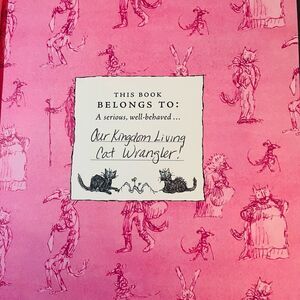 THIS BOOK
BELONGS TO:
A serious, well-behaved ...
Our Kingdom Living
Cat Wrangler!